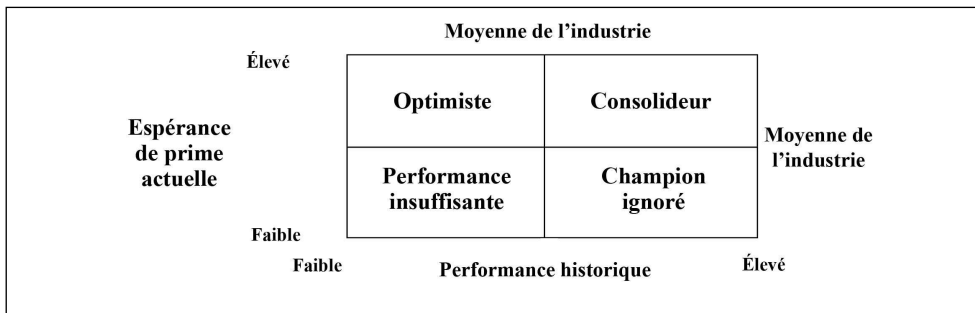 Moyenne de l'industrie
Élevé
Optimiste
Consolideur
Espérance
de prime
actuelle
Moyenne de
l'industrie
Performance
insuffisante
Champion
ignoré
Faible
Faible
Performance historique
Élevé